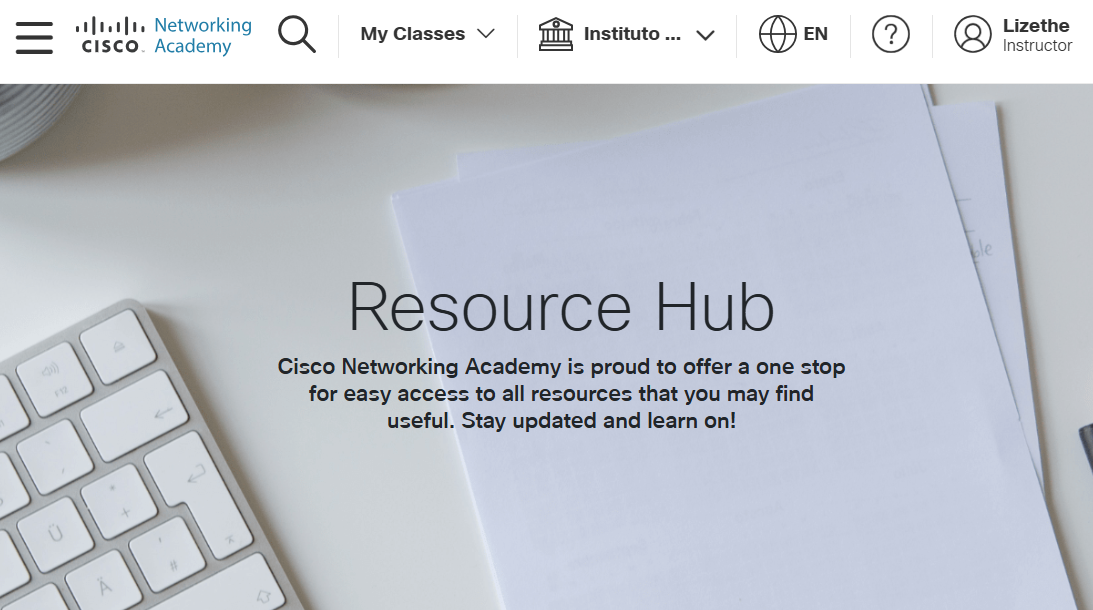 CISCO Networking Academy
My Classes
Instituto ...
EN
?
Lizethe
Instructor
Resource Hub
Cisco Networking Academy is proud to offer a one stop
for easy access to all resources that you may find
useful. Stay updated and learn on!
F12
Ü
Ä
#
+
*